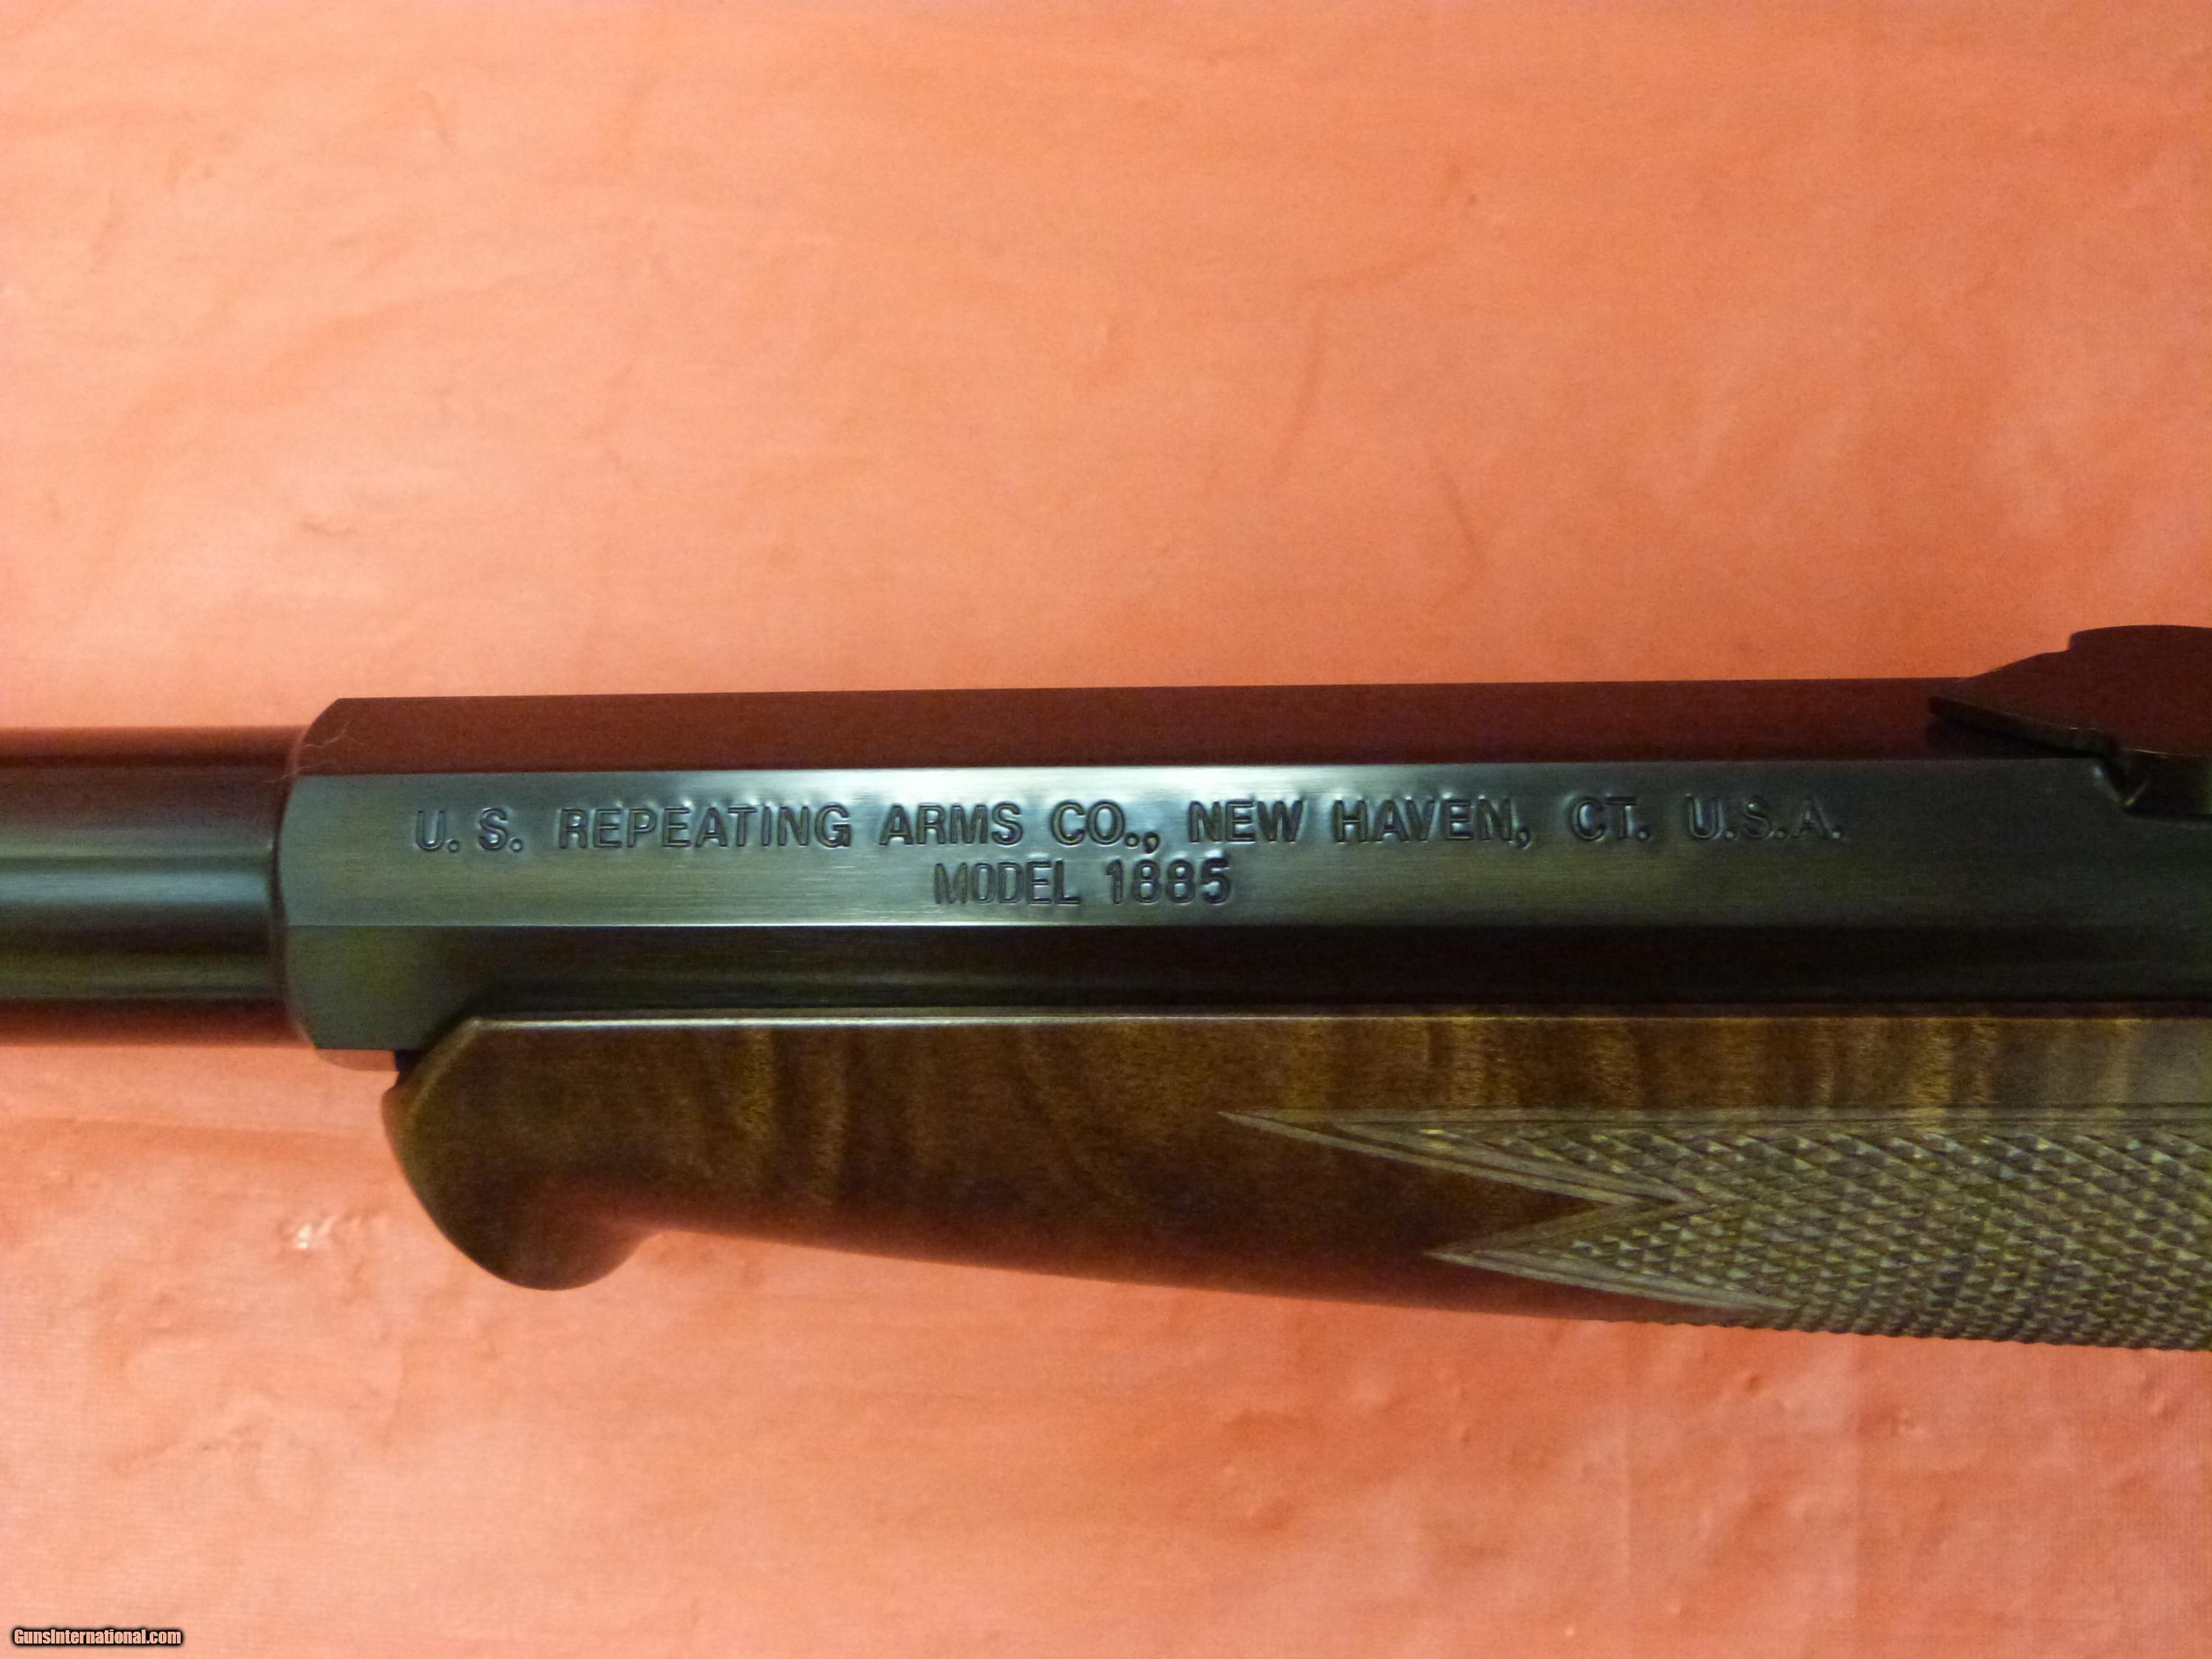 U. S. REPEATING ARMS CO., NEW HAVEN, CT. U.S.A.
MODEL 1885
GunsInternational.com